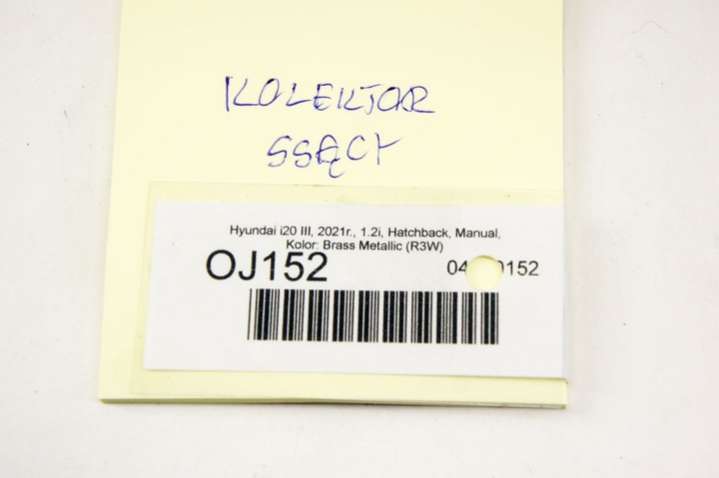 KOLEKTOR
SSĄCY
Hyundai i20 III, 2021r., 1.2i, Hatchback, Manual,
Kolor: Brass Metallic (R3W)
OJ152